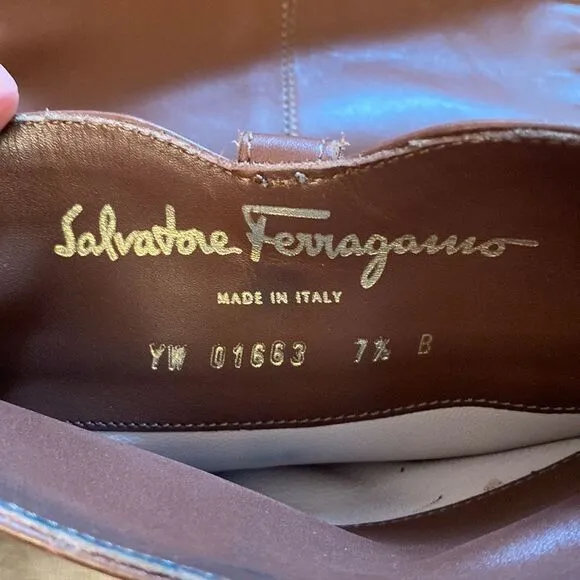 Salvatore Ferragamo
MADE IN ITALY
YW 01663 7½ B